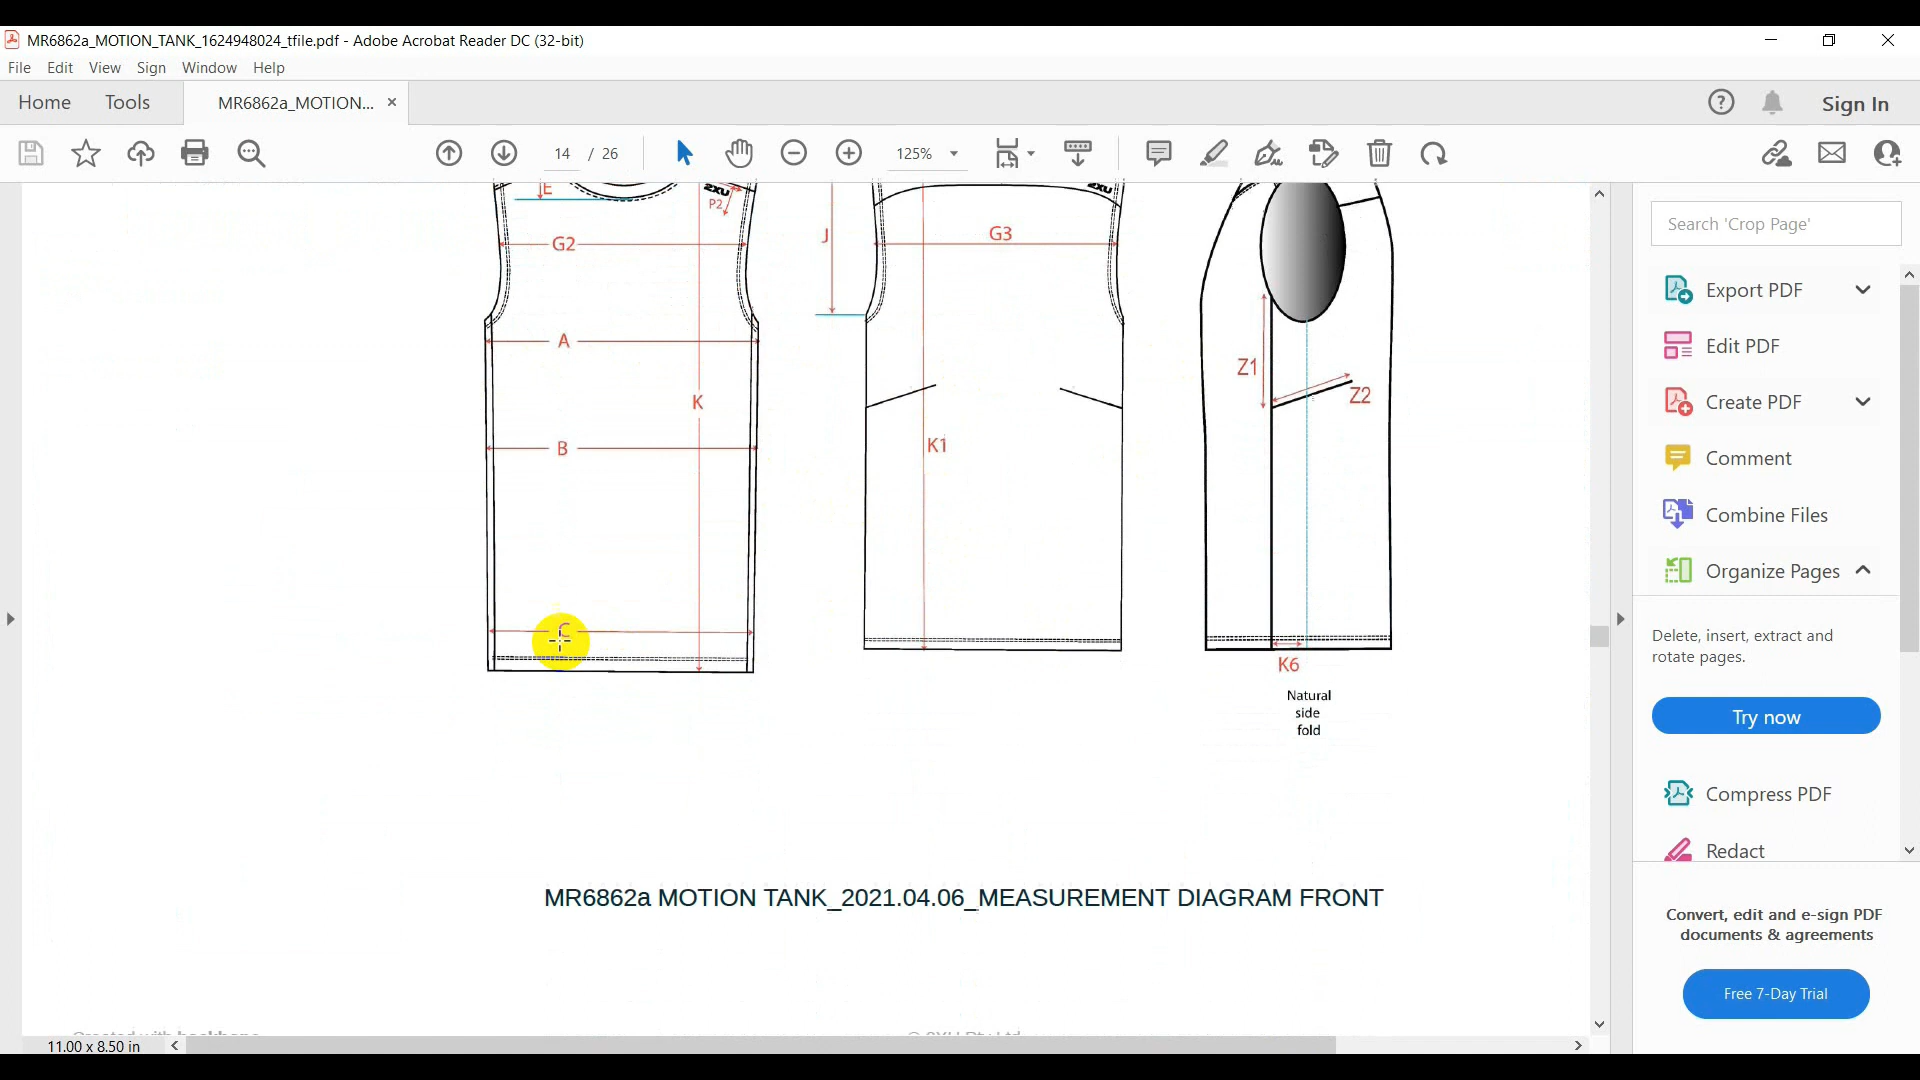 MR6862a_MOTION_TANK_1624948024_tfile.pdf - Adobe Acrobat Reader DC (32-bit)
File Edit View Sign Window Help
Home Tools MR6862a_MOTION... × Sign In
14 / 26 125%
E 2XU P2 2XU
G2 J G3
A
Z1 Z2
K
B K1
C
K6
Natural
side
fold
MR6862a MOTION TANK_2021.04.06_MEASUREMENT DIAGRAM FRONT
11.00 x 8.50 in
Search 'Crop Page'
Export PDF
Edit PDF
Create PDF
Comment
Combine Files
Organize Pages
Delete, insert, extract and
rotate pages.
Try now
Compress PDF
Redact
Convert, edit and e-sign PDF
documents & agreements
Free 7-Day Trial